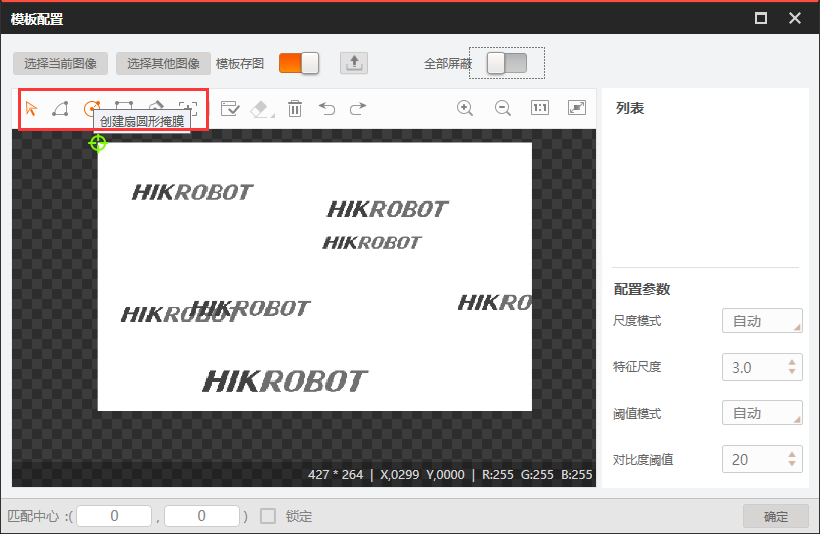 模板配置
选择当前图像 选择其他图像 模板存图 全部屏蔽
1:1
创建扇圆形掩膜
列表
HIKROBOT
HIKROBOT
HIKROBOT
HIKROBOT
HIKROBOT
HIKRO
HIKROBOT
配置参数
尺度模式 自动
特征尺度 3.0
阈值模式 自动
对比度阈值 20
427 * 264 | X,0299 Y,0000 | R:255 G:255 B:255
匹配中心 :( 0 , 0 ) 锁定
确定